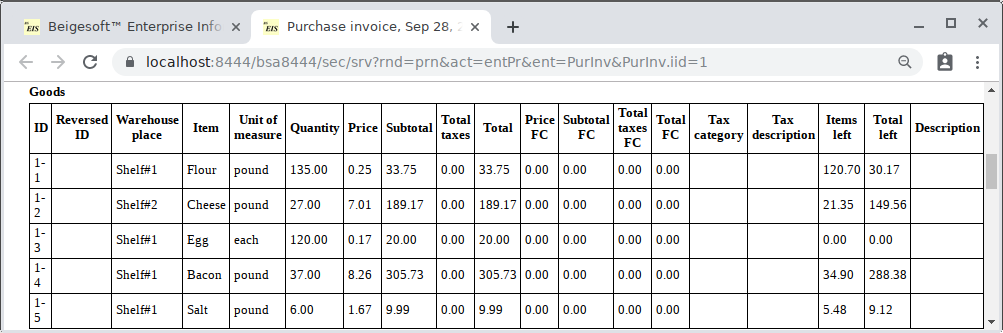 EIS Beigesoft™ Enterprise Info
EIS Purchase invoice, Sep 28, 2
localhost:8444/bsa8444/sec/srv?rnd=prn&act=entPr&ent=PurInv&PurInv.iid=1
Goods
ID Reversed ID Warehouse place Item Unit of measure Quantity Price Subtotal Total taxes Total Price FC Subtotal FC Total taxes FC Total FC Tax category Tax description Items left Total left Description
1-1 Shelf#1 Flour pound 135.00 0.25 33.75 0.00 33.75 0.00 0.00 0.00 0.00 120.70 30.17
1-2 Shelf#2 Cheese pound 27.00 7.01 189.17 0.00 189.17 0.00 0.00 0.00 0.00 21.35 149.56
1-3 Shelf#1 Egg each 120.00 0.17 20.00 0.00 20.00 0.00 0.00 0.00 0.00 0.00 0.00
1-4 Shelf#1 Bacon pound 37.00 8.26 305.73 0.00 305.73 0.00 0.00 0.00 0.00 34.90 288.38
1-5 Shelf#1 Salt pound 6.00 1.67 9.99 0.00 9.99 0.00 0.00 0.00 0.00 5.48 9.12